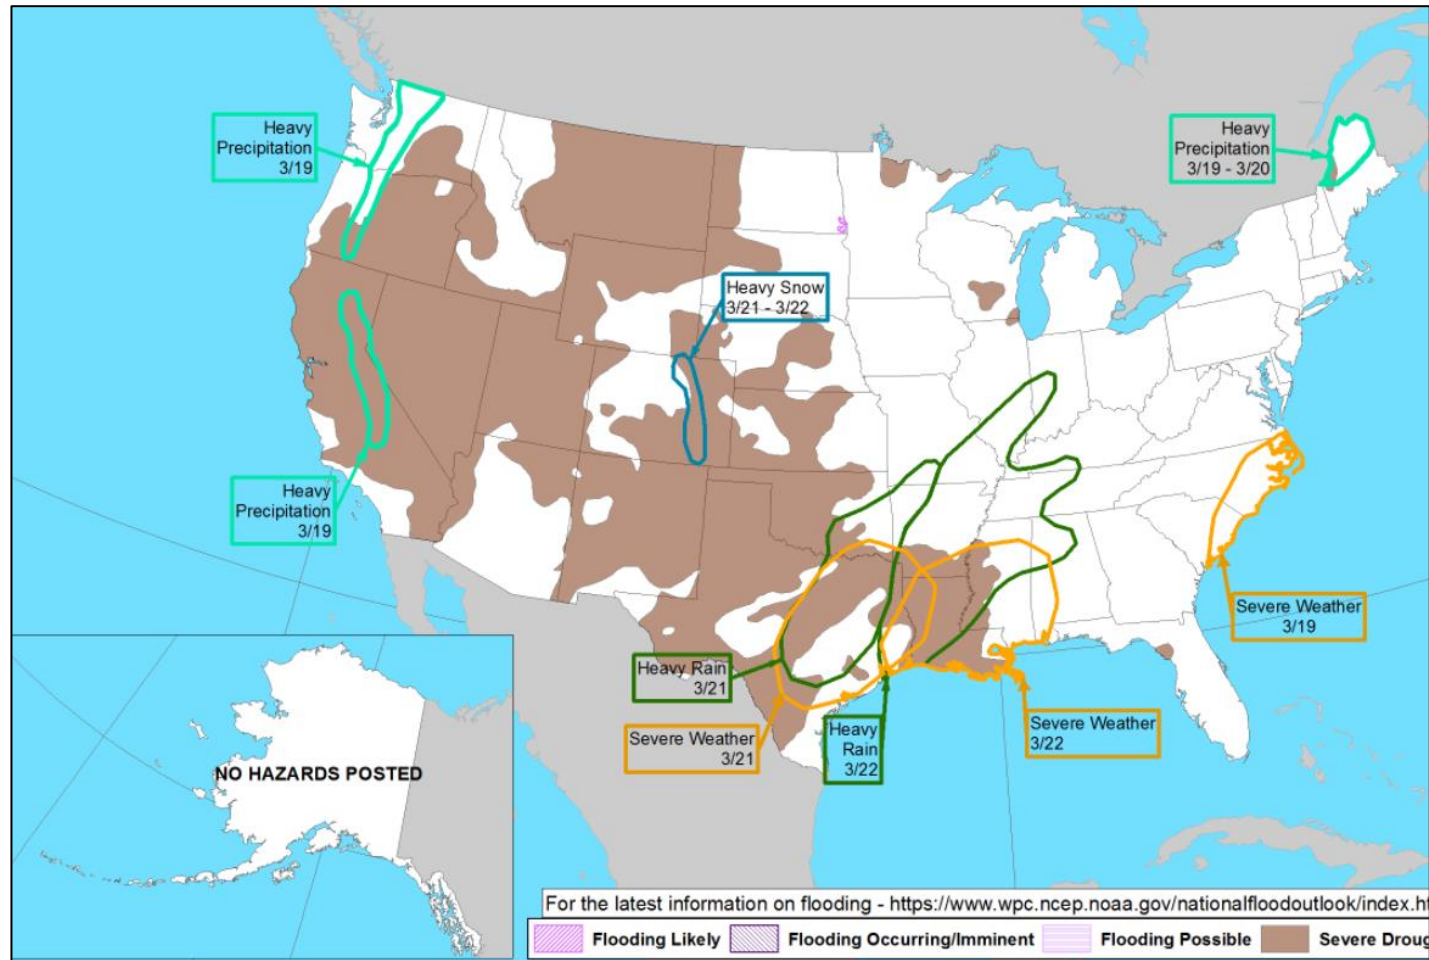 Heavy
Precipitation
3/19
Heavy
Precipitation
3/19 - 3/20
Heavy Snow
3/21 - 3/22
Heavy
Precipitation
3/19
Severe Weather
3/19
Heavy Rain
3/21
Severe Weather
3/21
Heavy
Rain
3/22
Severe Weather
3/22
NO HAZARDS POSTED
For the latest information on flooding - https://www.wpc.ncep.noaa.gov/nationalfloodoutlook/index.ht
Flooding Likely Flooding Occurring/Imminent Flooding Possible Severe Droug